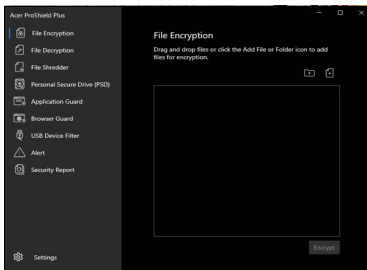 Acer ProShield Plus
File Encryption
File Decryption
File Shredder
Personal Secure Drive (PSD)
Application Guard
Browser Guard
USB Device Filter
Alert
Security Report
Settings
File Encryption
Drag and drop files or click the Add File or Folder icon to add
files for encryption.
Encrypt